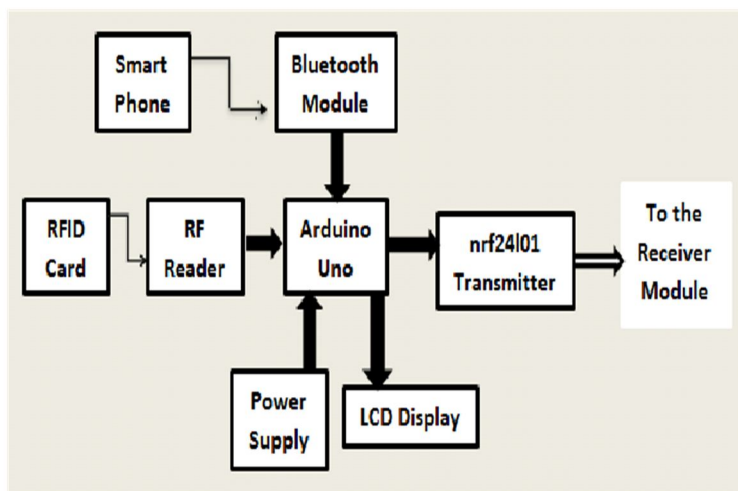 Smart
Phone
Bluetooth
Module
RFID
Card
RF
Reader
Arduino
Uno
nrf24l01
Transmitter
To the
Receiver
Module
Power
Supply
LCD Display